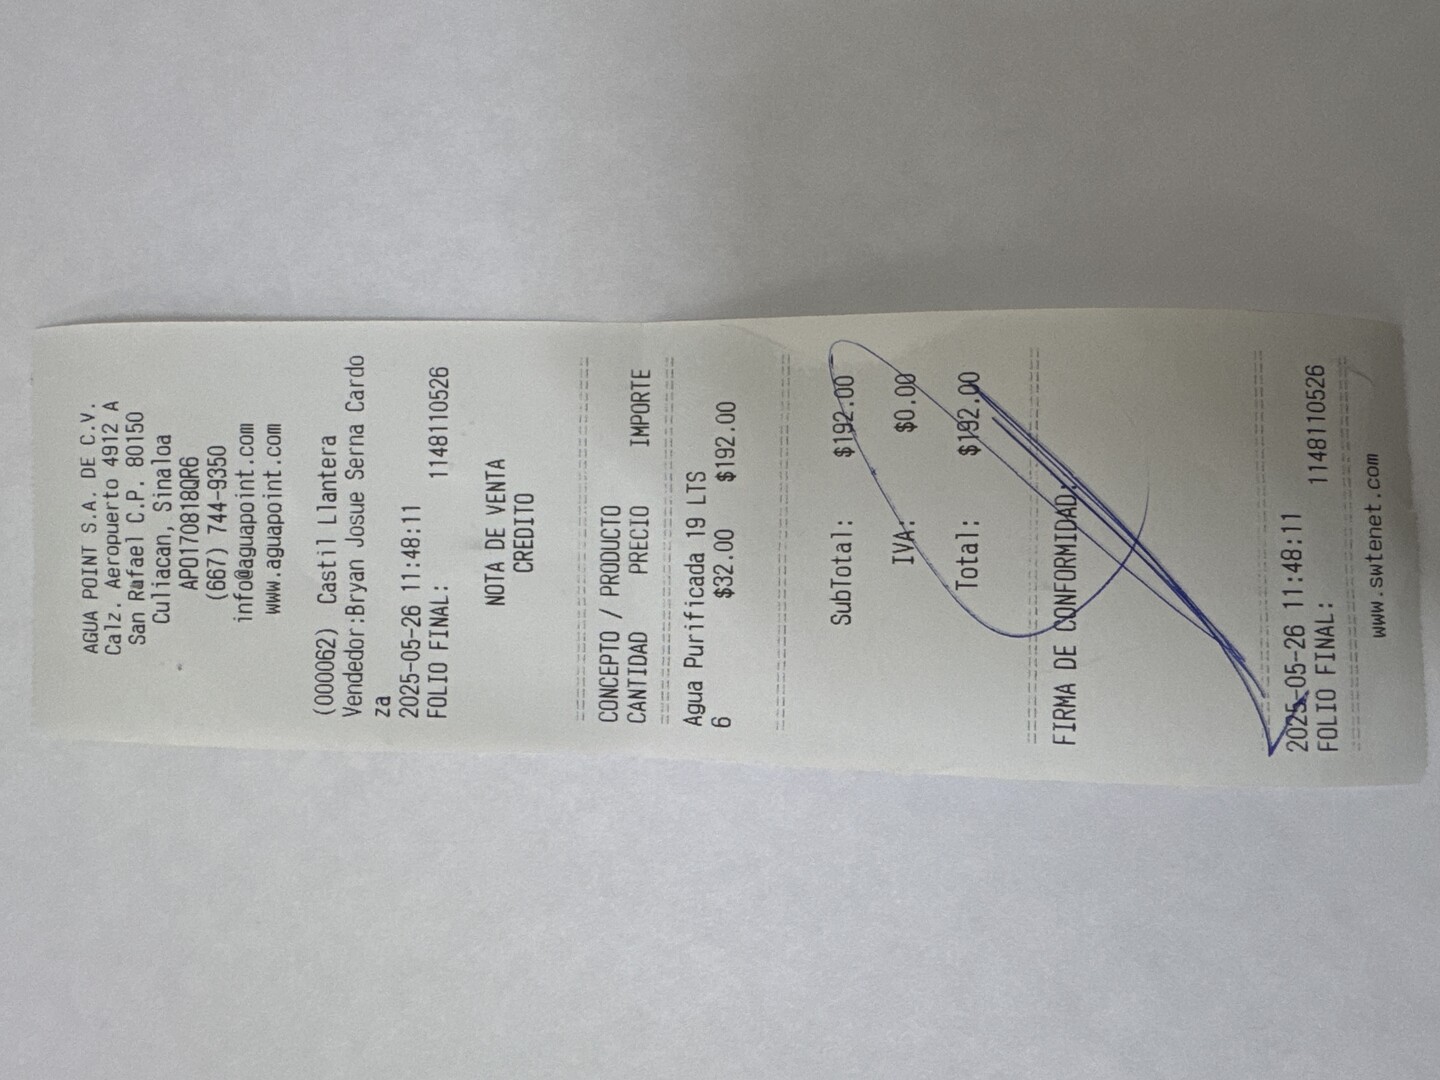 AGUA POINT S.A. DE C.V.
Calz. Aeropuerto 4912 A
San Rafael C.P. 80150
Culiacan, Sinaloa
APO170818QR6
(667) 744-9350
info@aguapoint.com
www.aguapoint.com
(000062) Castil Llantera
Vendedor:Bryan Josue Serna Cardo
za
2025-05-26 11:48:11
FOLIO FINAL: 1148110526
NOTA DE VENTA
CREDITO
CONCEPTO / PRODUCTO
CANTIDAD PRECIO IMPORTE
Agua Purificada 19 LTS
6 $32.00 $192.00
SubTotal: $192.00
IVA: $0.00
Total: $192.00
FIRMA DE CONFORMIDAD:
2025-05-26 11:48:11
FOLIO FINAL: 1148110526
www.swtenet.com